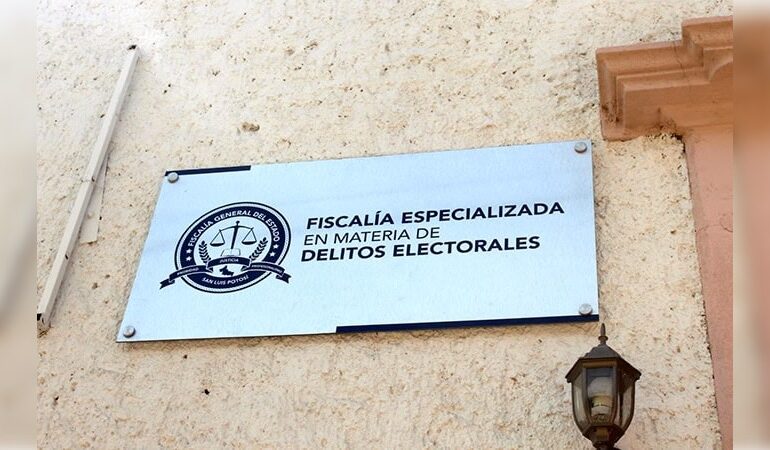 FISCALÍA GENERAL DEL ESTADO
JUSTICIA
SAN LUIS POTOSÍ
FISCALÍA ESPECIALIZADA
EN MATERIA DE
DELITOS ELECTORALES